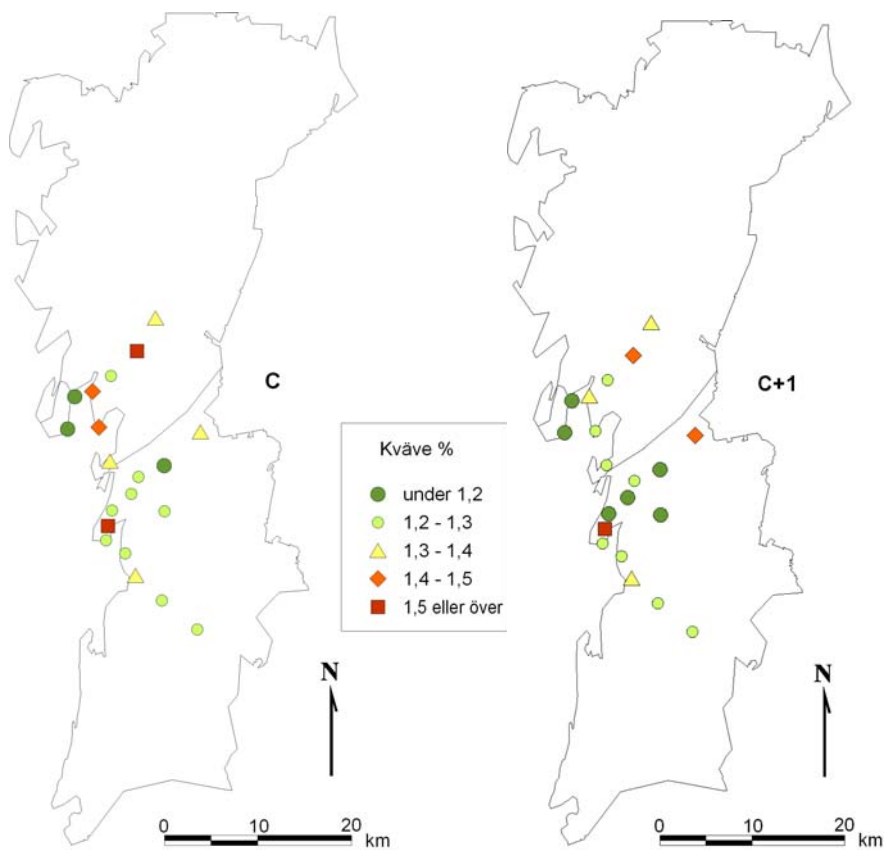 C
C+1
Kväve %
under 1,2
1,2 - 1,3
1,3 - 1,4
1,4 - 1,5
1,5 eller över
N
N
0 10 20
km
0 10 20
km